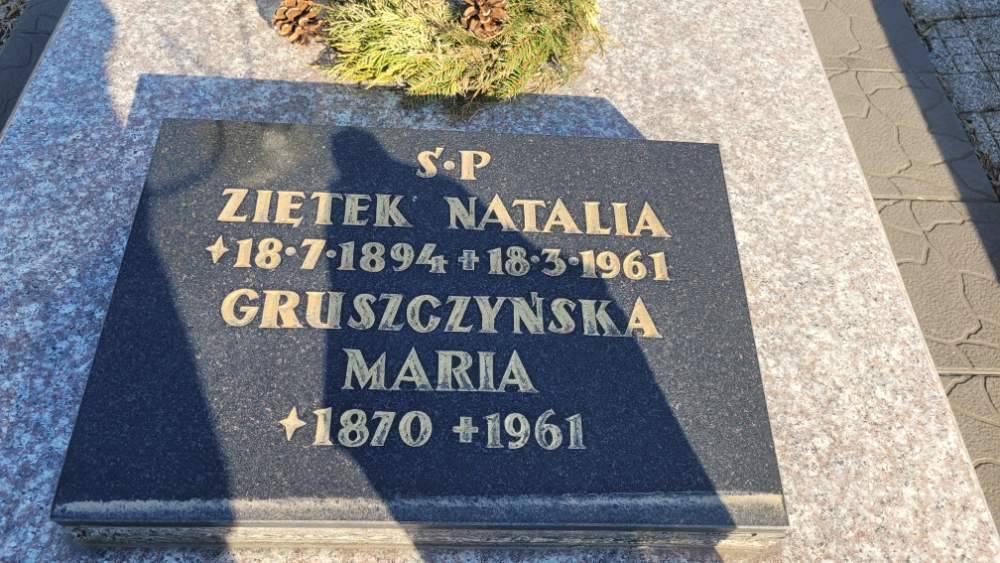 Ś·P
ZIĘTEK NATALIA
✦18·7·1894 +18·3·1961
GRUSZCZYŃSKA
MARIA
✦1870 +1961